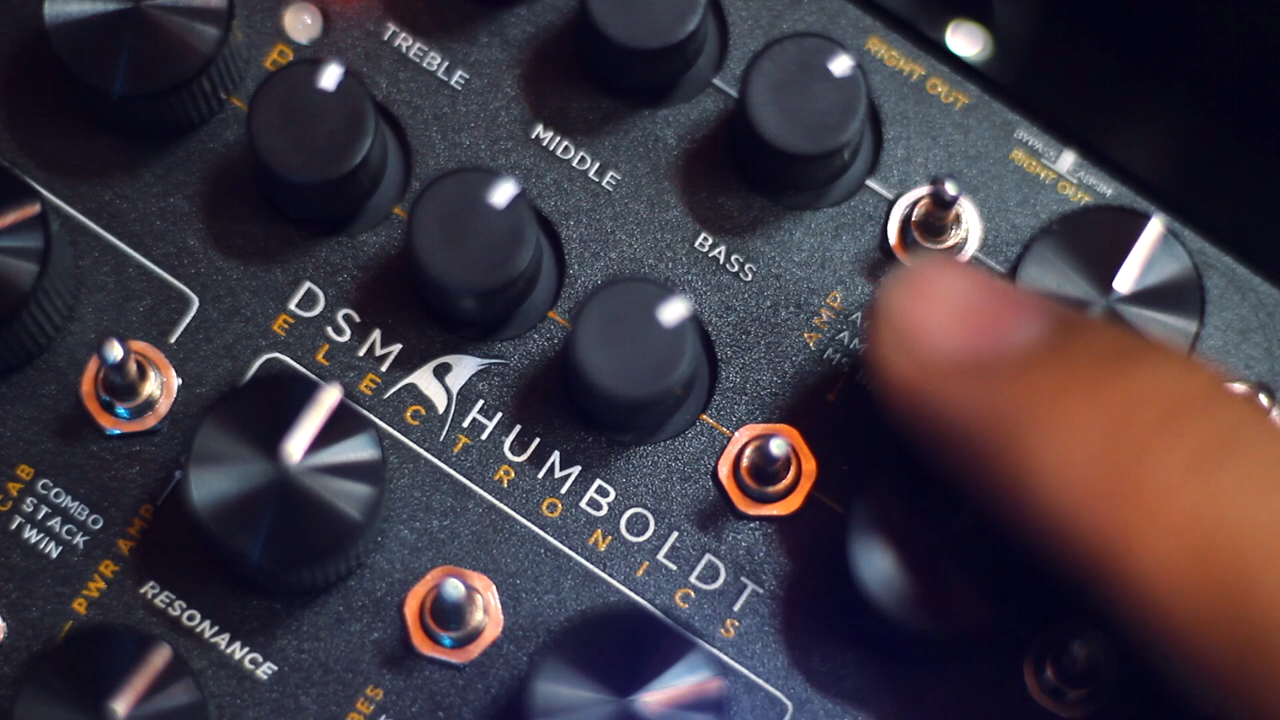 TREBLE
RIGHT OUT
MIDDLE
RIGHT OUT
BASS
AMP
DSM HUMBOLDT
ELECTRONICS
CAB
COMBO
STACK
TWIN
PWR AMP
RESONANCE